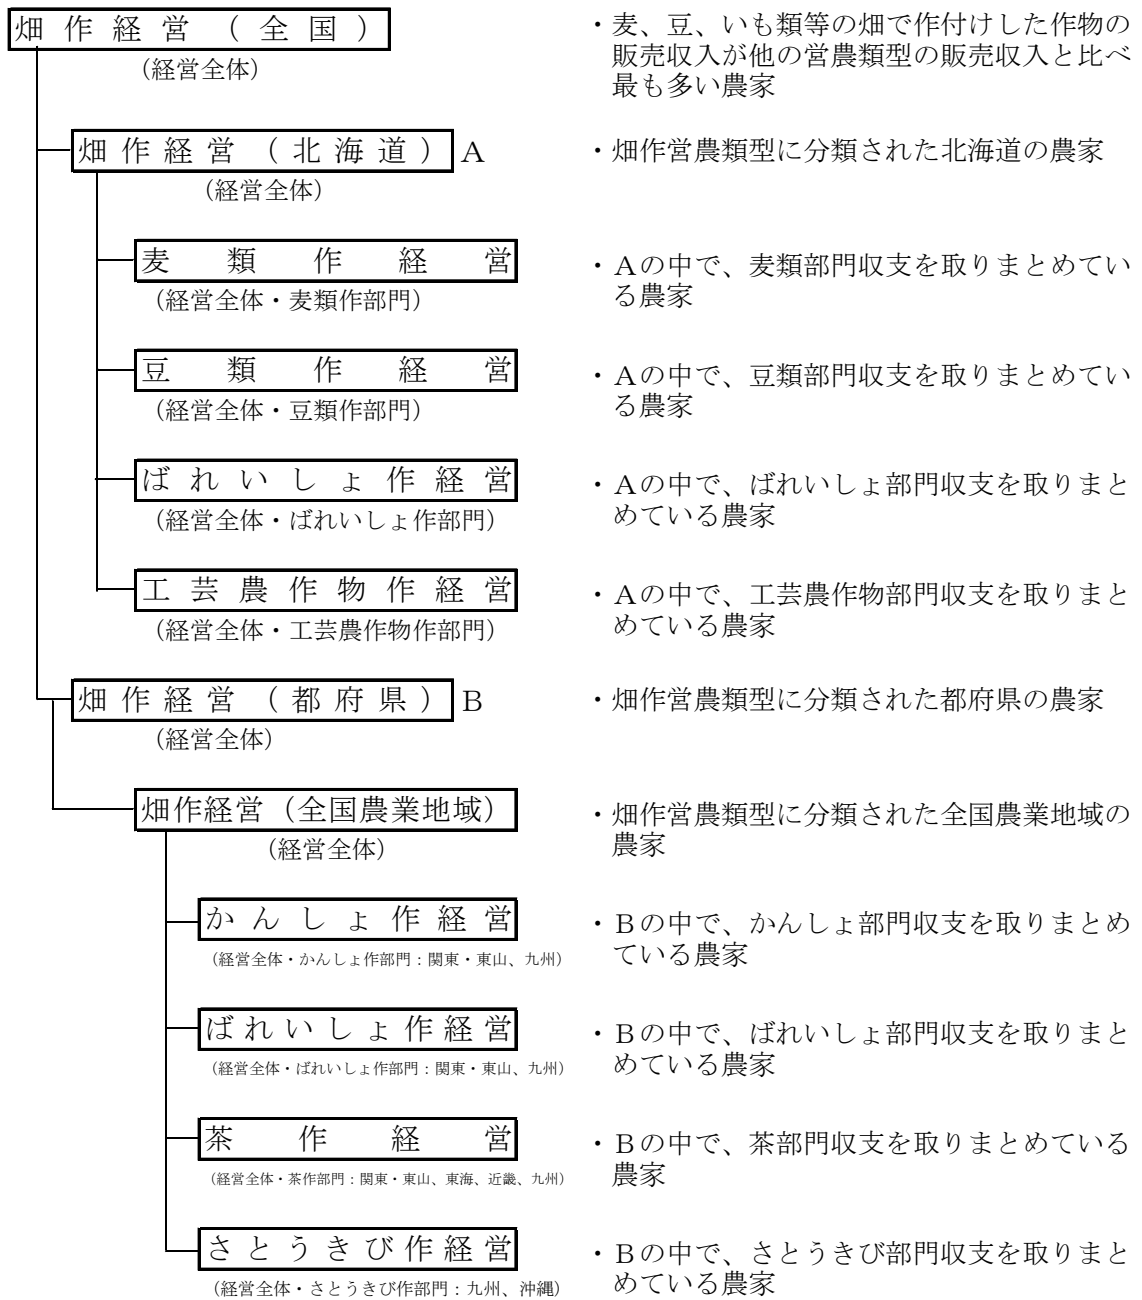 畑作経営（全国）
（経営全体）
・麦、豆、いも類等の畑で作付けした作物の
販売収入が他の営農類型の販売収入と比べ
最も多い農家
畑作経営（北海道） A
（経営全体）
・畑作営農類型に分類された北海道の農家
麦類作経営
（経営全体・麦類作部門）
・Ａの中で、麦類部門収支を取りまとめてい
る農家
豆類作経営
（経営全体・豆類作部門）
・Ａの中で、豆類部門収支を取りまとめてい
る農家
ばれいしょ作経営
（経営全体・ばれいしょ作部門）
・Ａの中で、ばれいしょ部門収支を取りまと
めている農家
工芸農作物作経営
（経営全体・工芸農作物作部門）
・Ａの中で、工芸農作物部門収支を取りまと
めている農家
畑作経営（都府県） B
（経営全体）
・畑作営農類型に分類された都府県の農家
畑作経営（全国農業地域）
（経営全体）
・畑作営農類型に分類された全国農業地域の
農家
かんしょ作経営
（経営全体・かんしょ作部門：関東・東山、九州）
・Ｂの中で、かんしょ部門収支を取りまとめ
ている農家
ばれいしょ作経営
（経営全体・ばれいしょ作部門：関東・東山、九州）
・Ｂの中で、ばれいしょ部門収支を取りまと
めている農家
茶作経営
（経営全体・茶作部門：関東・東山、東海、近畿、九州）
・Ｂの中で、茶部門収支を取りまとめている
農家
さとうきび作経営
（経営全体・さとうきび作部門：九州、沖縄）
・Ｂの中で、さとうきび部門収支を取りまと
めている農家